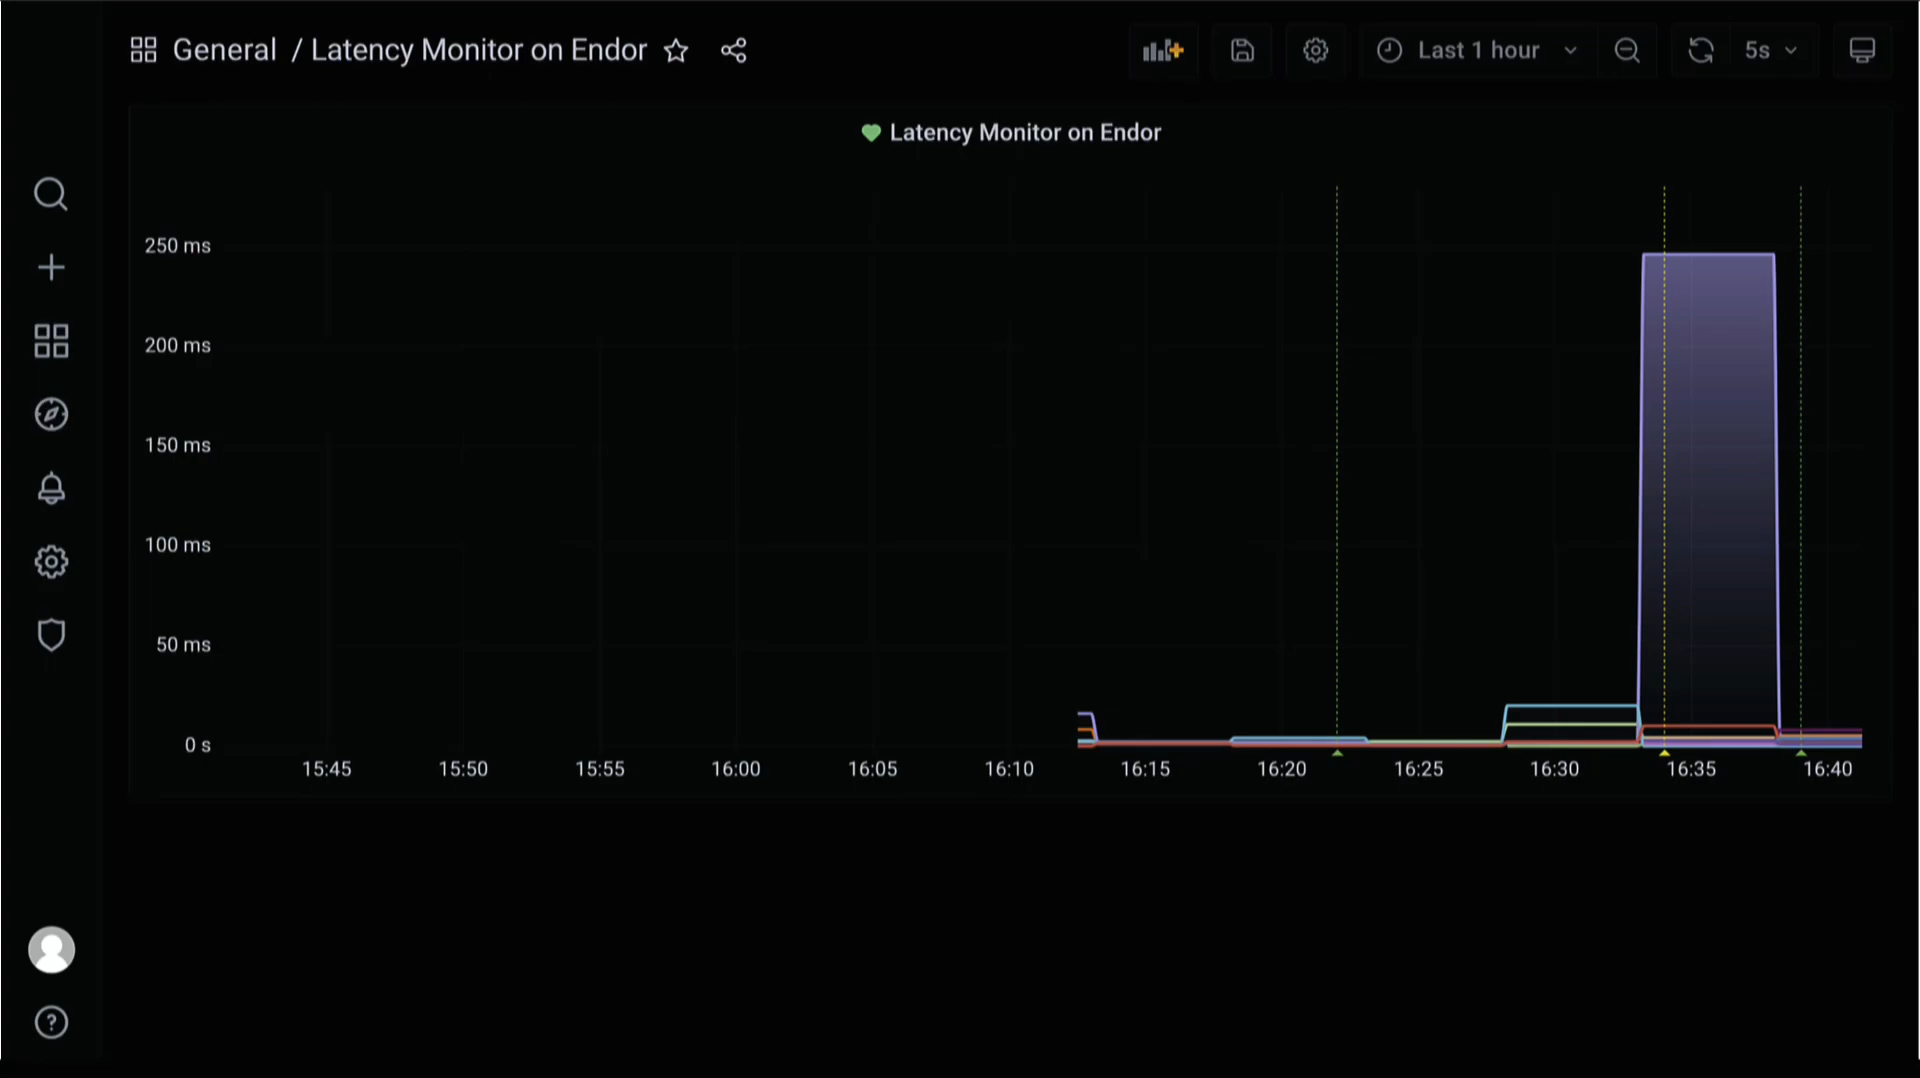 General / Latency Monitor on Endor
Last 1 hour
5s
Latency Monitor on Endor
250 ms
200 ms
150 ms
100 ms
50 ms
0 s
15:45 15:50 15:55 16:00 16:05 16:10 16:15 16:20 16:25 16:30 16:35 16:40